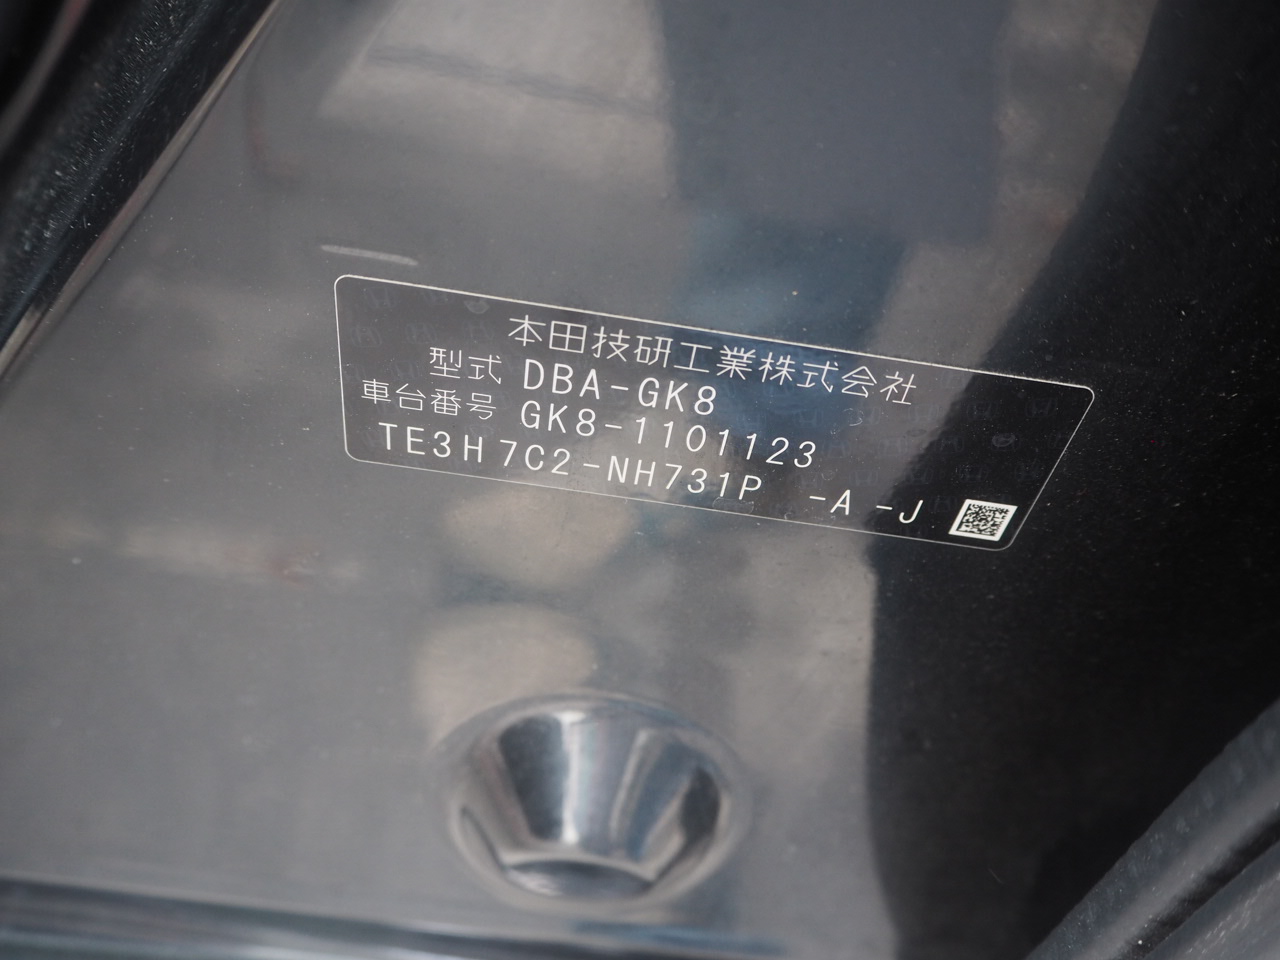 本田技研工業株式会社
型式 DBA-GK8
車台番号 GK8-1101123
TE3H7C2-NH731P -A -J